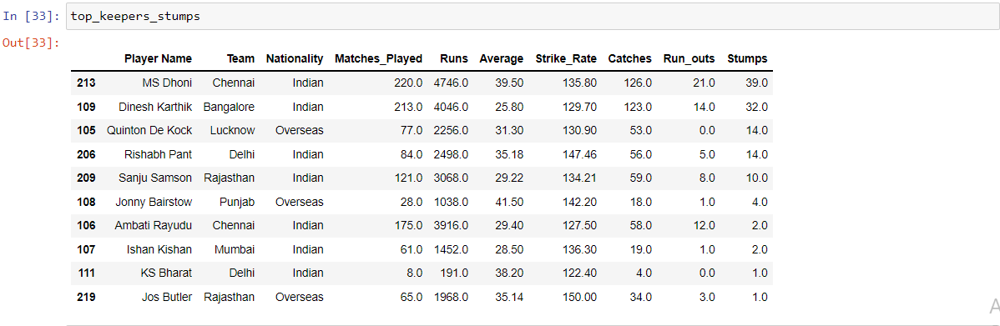 In [33]: top_keepers_stumps
Out[33]:
Player Name Team Nationality Matches_Played Runs Average Strike_Rate Catches Run_outs Stumps
213 MS Dhoni Chennai Indian 220.0 4746.0 39.50 135.80 126.0 21.0 39.0
109 Dinesh Karthik Bangalore Indian 213.0 4046.0 25.80 129.70 123.0 14.0 32.0
105 Quinton De Kock Lucknow Overseas 77.0 2256.0 31.30 130.90 53.0 0.0 14.0
206 Rishabh Pant Delhi Indian 84.0 2498.0 35.18 147.46 56.0 5.0 14.0
209 Sanju Samson Rajasthan Indian 121.0 3068.0 29.22 134.21 59.0 8.0 10.0
108 Jonny Bairstow Punjab Overseas 28.0 1038.0 41.50 142.20 18.0 1.0 4.0
106 Ambati Rayudu Chennai Indian 175.0 3916.0 29.40 127.50 58.0 12.0 2.0
107 Ishan Kishan Mumbai Indian 61.0 1452.0 28.50 136.30 19.0 1.0 2.0
111 KS Bharat Delhi Indian 8.0 191.0 38.20 122.40 4.0 0.0 1.0
219 Jos Butler Rajasthan Overseas 65.0 1968.0 35.14 150.00 34.0 3.0 1.0
A